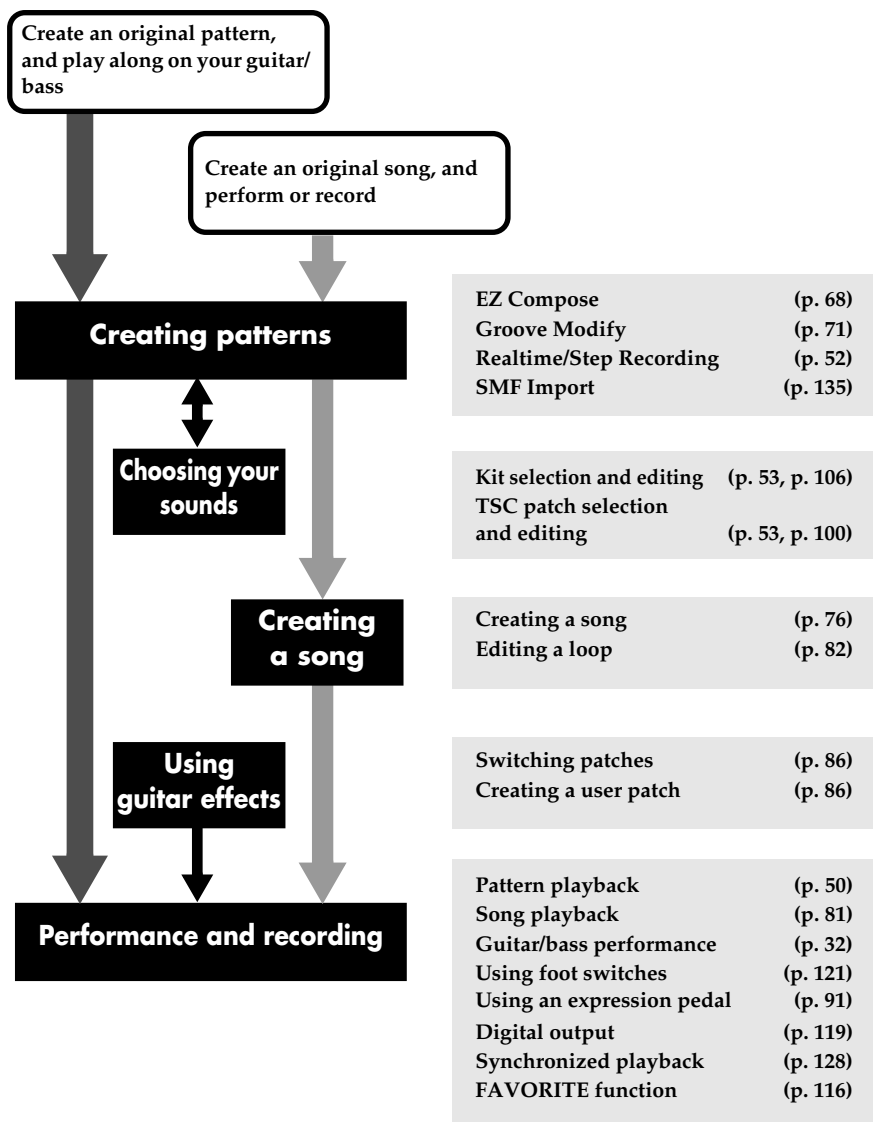 Create an original pattern,
and play along on your guitar/
bass
Create an original song, and
perform or record
Creating patterns
EZ Compose (p. 68)
Groove Modify (p. 71)
Realtime/Step Recording (p. 52)
SMF Import (p. 135)
Choosing your
sounds
Kit selection and editing (p. 53, p. 106)
TSC patch selection
and editing (p. 53, p. 100)
Creating
a song
Creating a song (p. 76)
Editing a loop (p. 82)
Using
guitar effects
Switching patches (p. 86)
Creating a user patch (p. 86)
Performance and recording
Pattern playback (p. 50)
Song playback (p. 81)
Guitar/bass performance (p. 32)
Using foot switches (p. 121)
Using an expression pedal (p. 91)
Digital output (p. 119)
Synchronized playback (p. 128)
FAVORITE function (p. 116)